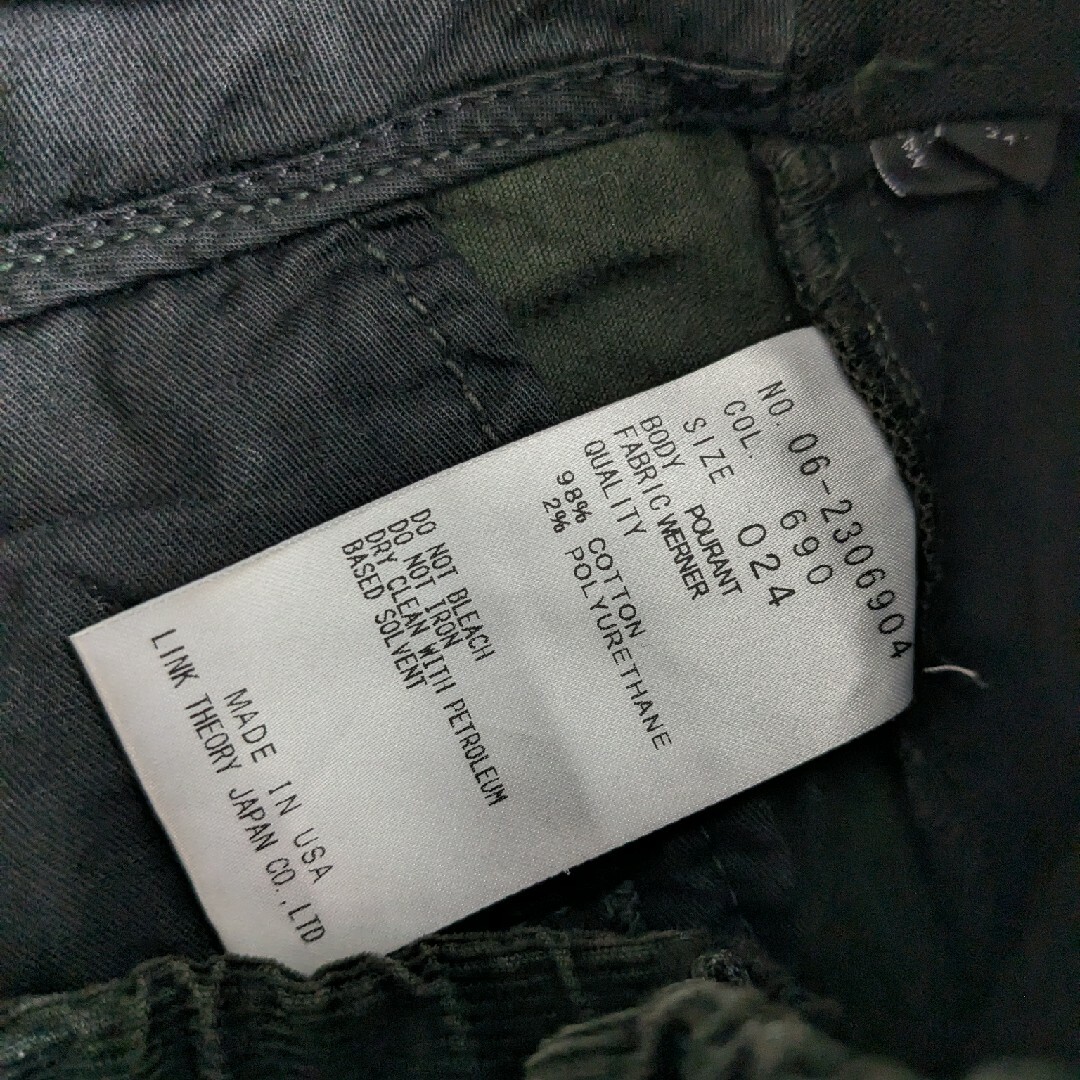 NO. 06-2306904
COL. 690
SIZE 024
BODY POURANT
FABRIC WERNER
QUALITY
98% COTTON
2% POLYURETHANE
DO NOT BLEACH
DO NOT IRON
DRY CLEAN WITH PETROLEUM
BASED SOLVENT
MADE IN USA
LINK THEORY JAPAN CO.,LTD